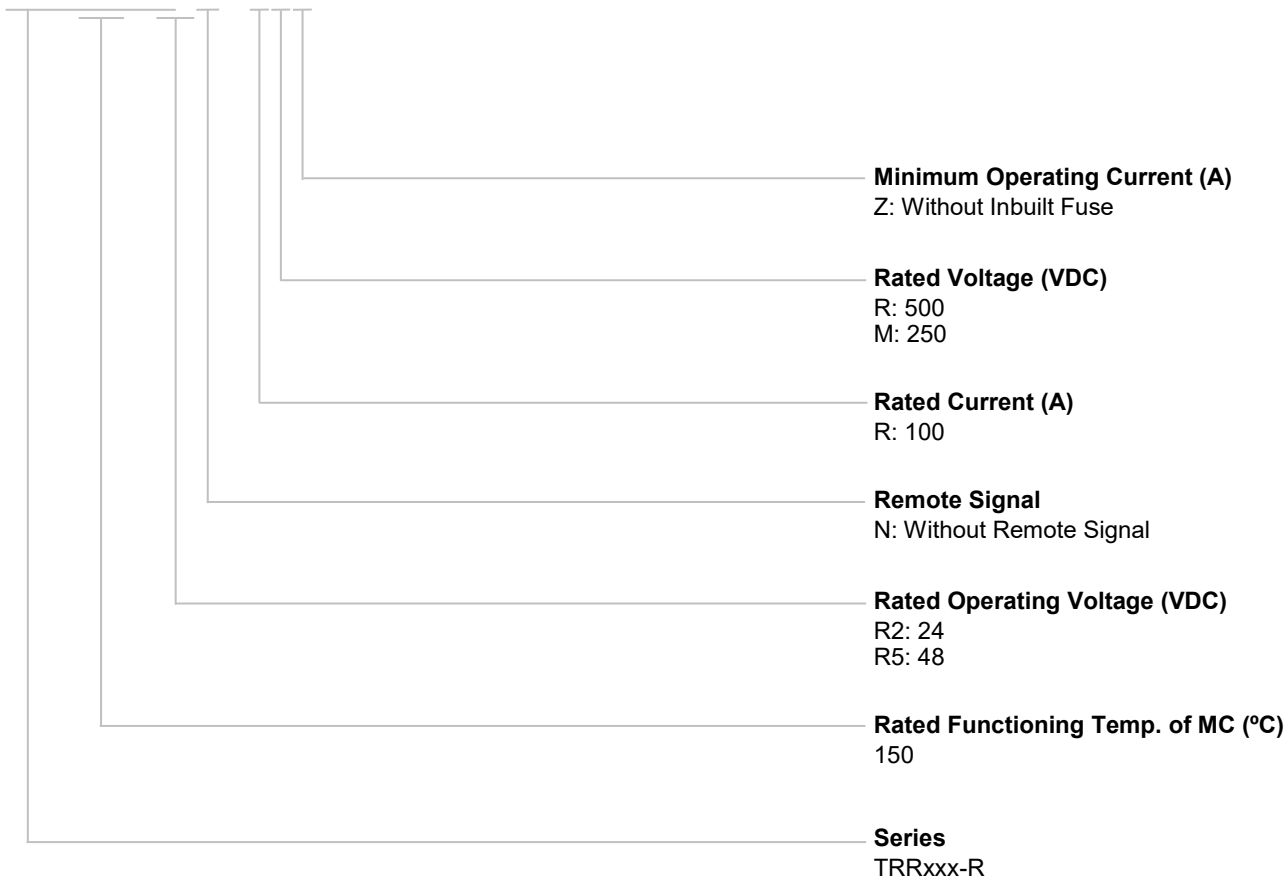 Minimum Operating Current (A)
Z: Without Inbuilt Fuse
Rated Voltage (VDC)
R: 500
M: 250
Rated Current (A)
R: 100
Remote Signal
N: Without Remote Signal
Rated Operating Voltage (VDC)
R2: 24
R5: 48
Rated Functioning Temp. of MC (ºC)
150
Series
TRRxxx-R